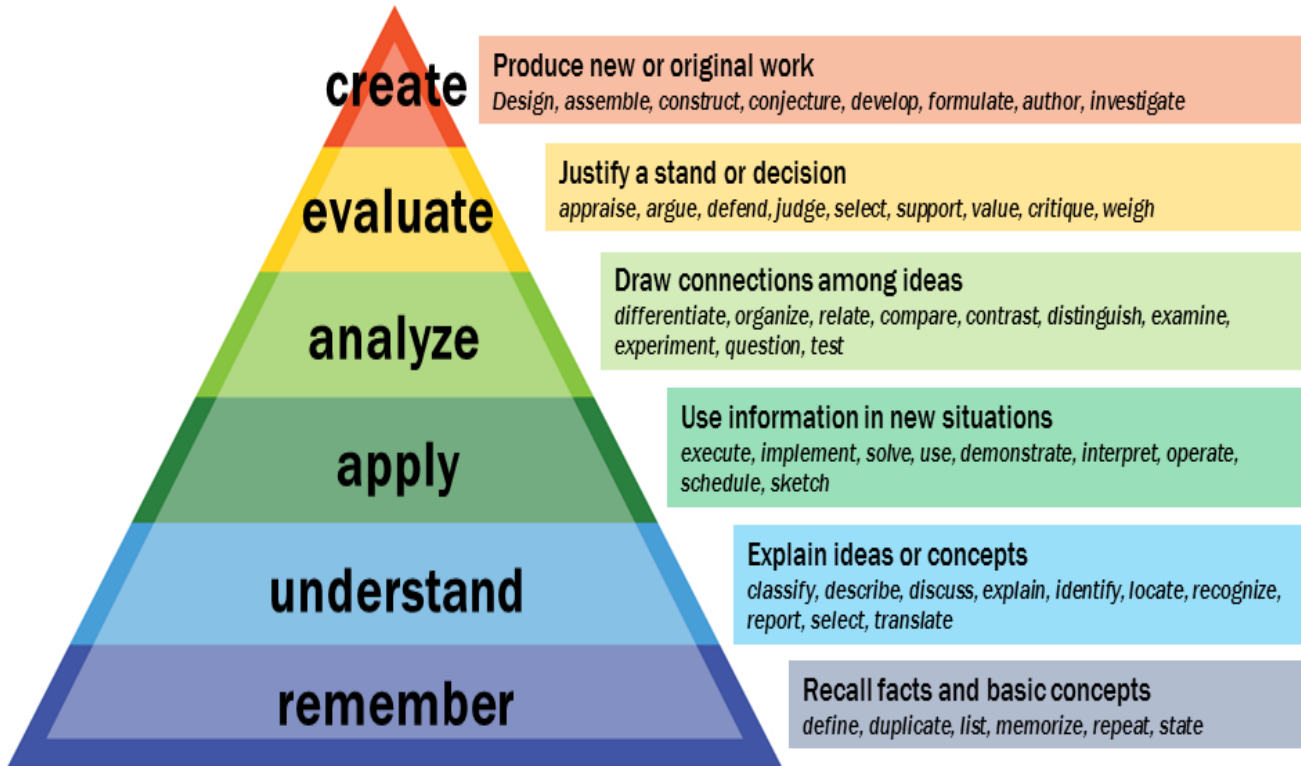 create
Produce new or original work
Design, assemble, construct, conjecture, develop, formulate, author, investigate
evaluate
Justify a stand or decision
appraise, argue, defend, judge, select, support, value, critique, weigh
analyze
Draw connections among ideas
differentiate, organize, relate, compare, contrast, distinguish, examine,
experiment, question, test
apply
Use information in new situations
execute, implement, solve, use, demonstrate, interpret, operate,
schedule, sketch
understand
Explain ideas or concepts
classify, describe, discuss, explain, identify, locate, recognize,
report, select, translate
remember
Recall facts and basic concepts
define, duplicate, list, memorize, repeat, state